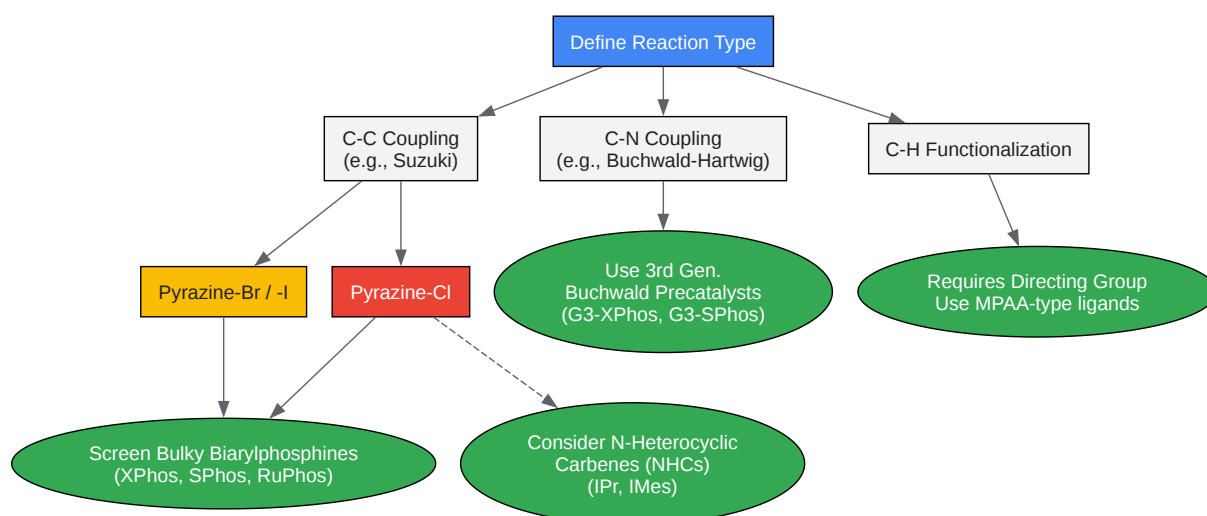 Define Reaction Type
C-C Coupling
(e.g., Suzuki)
C-N Coupling
(e.g., Buchwald-Hartwig)
C-H Functionalization
Pyrazine-Br / -I
Pyrazine-Cl
Use 3rd Gen.
Buchwald Precatalysts
(G3-XPhos, G3-SPhos)
Requires Directing Group
Use MPAA-type ligands
Screen Bulky Biarylphosphines
(XPhos, SPhos, RuPhos)
Consider N-Heterocyclic
Carbenes (NHCs)
(IPr, IMes)